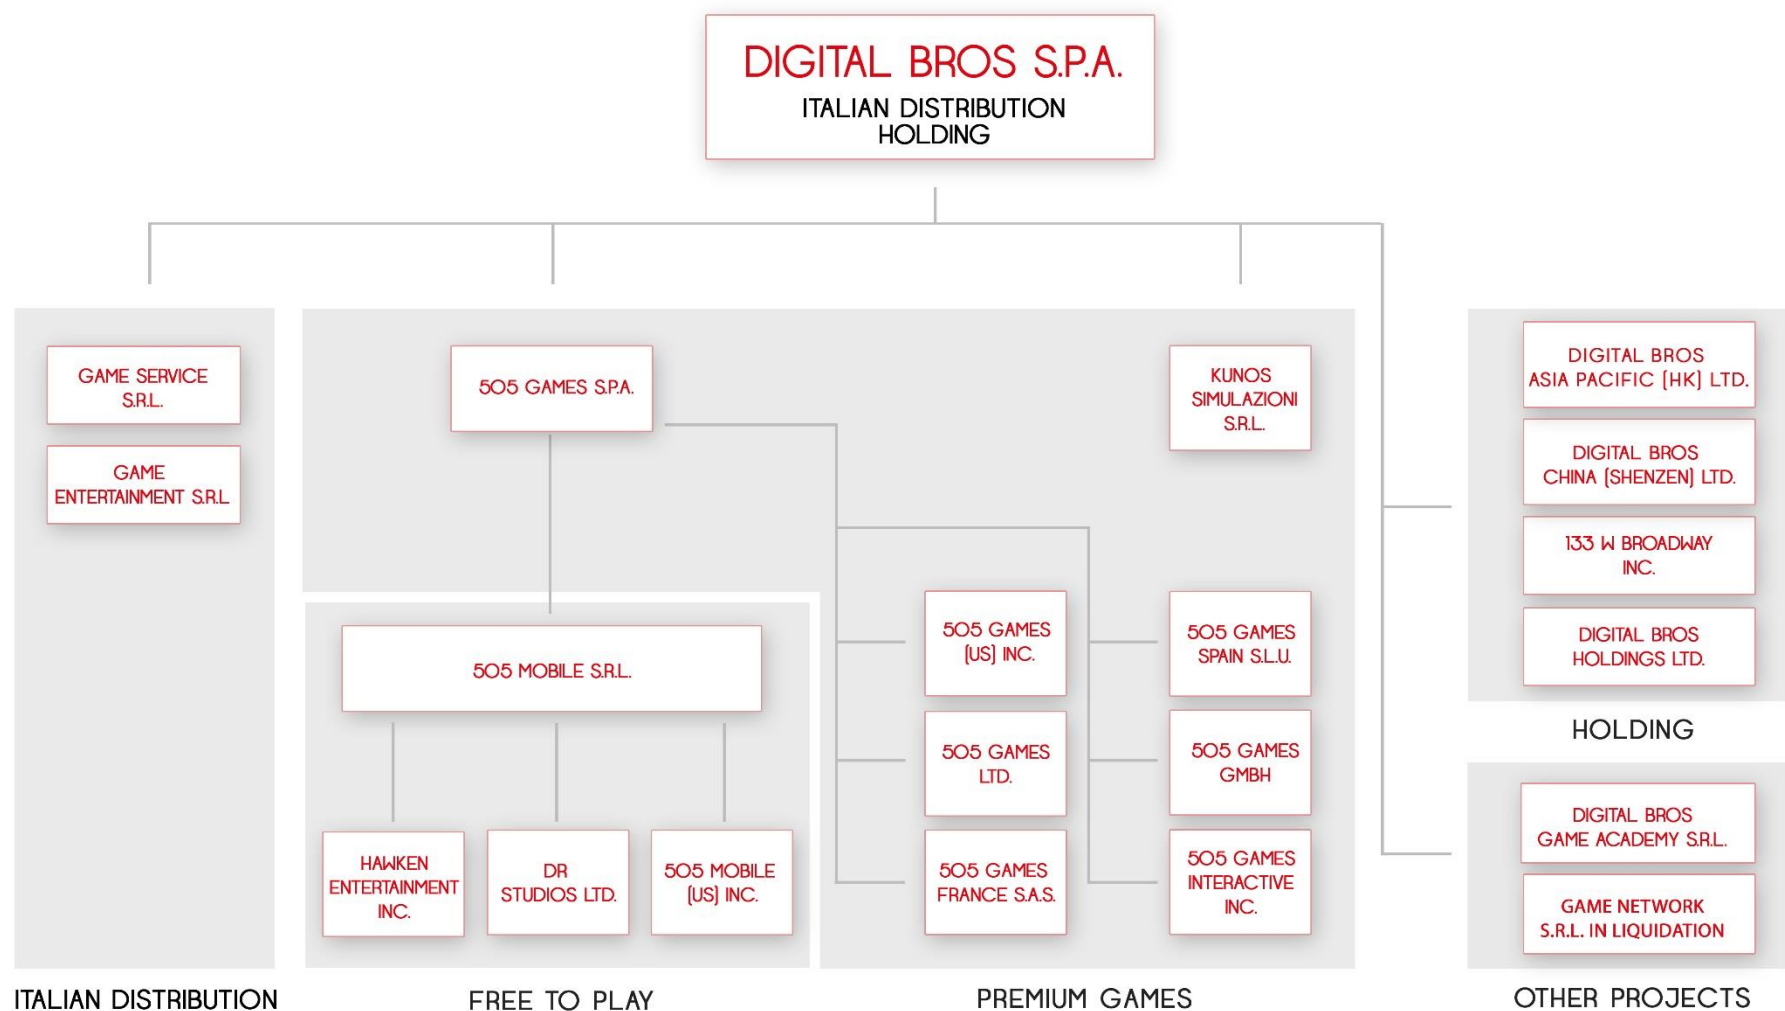 DIGITAL BROS S.P.A.
ITALIAN DISTRIBUTION
HOLDING
GAME SERVICE
S.R.L.
GAME
ENTERTAINMENT S.R.L
ITALIAN DISTRIBUTION
505 GAMES S.P.A.
505 MOBILE S.R.L.
HAWKEN
ENTERTAINMENT
INC.
DR
STUDIOS LTD.
505 MOBILE
(US) INC.
FREE TO PLAY
KUNOS
SIMULAZIONI
S.R.L.
505 GAMES
(US) INC.
505 GAMES
SPAIN S.L.U.
505 GAMES
LTD.
505 GAMES
GMBH
505 GAMES
FRANCE S.A.S.
505 GAMES
INTERACTIVE
INC.
PREMIUM GAMES
DIGITAL BROS
ASIA PACIFIC (HK) LTD.
DIGITAL BROS
CHINA (SHENZEN) LTD.
133 W BROADWAY
INC.
DIGITAL BROS
HOLDINGS LTD.
HOLDING
DIGITAL BROS
GAME ACADEMY S.R.L.
GAME NETWORK
S.R.L. IN LIQUIDATION
OTHER PROJECTS